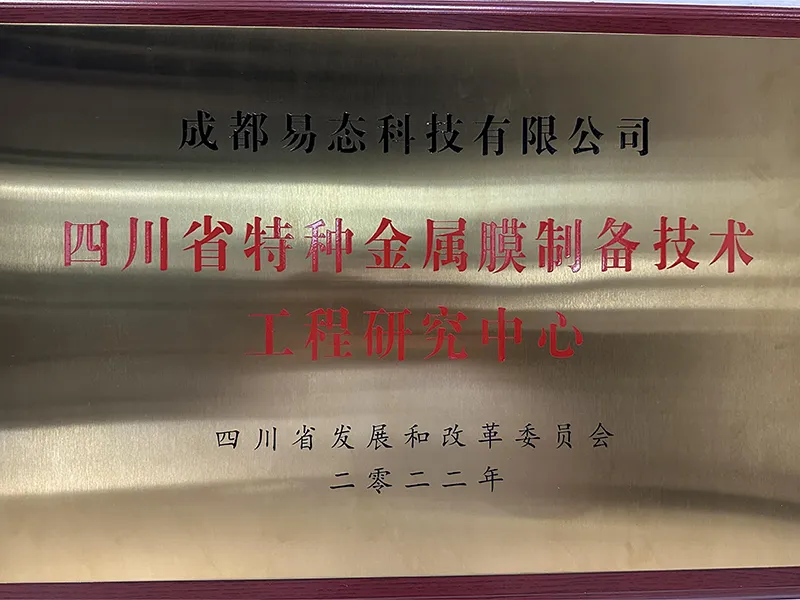 成都易态科技有限公司
四川省特种金属膜制备技术
工程研究中心
四川省发展和改革委员会
二零二二年